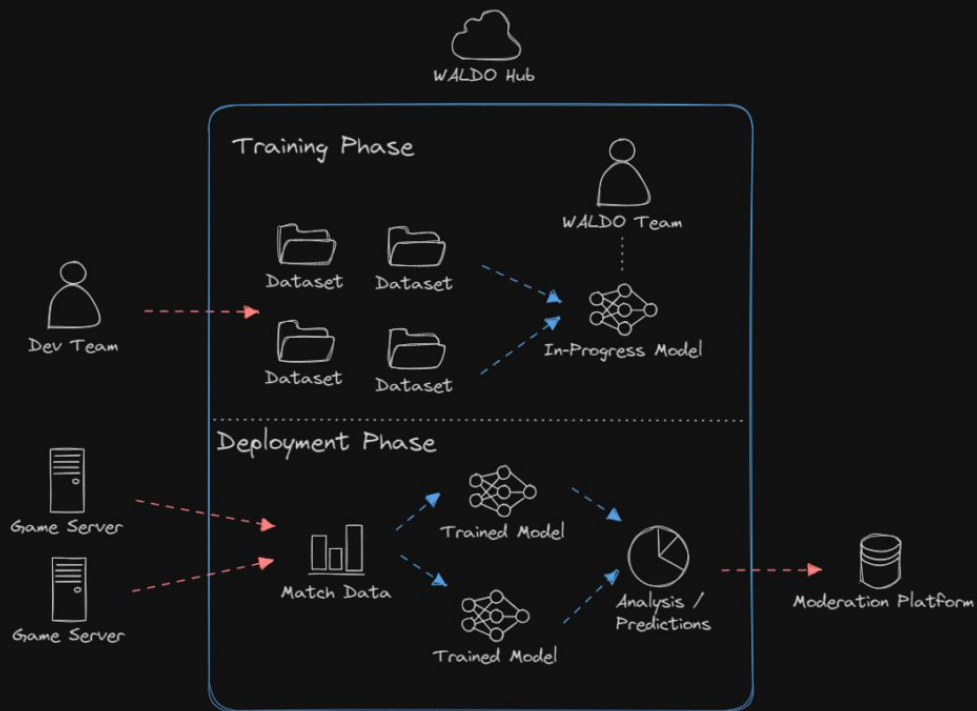 WALDO Hub
Training Phase
WALDO Team
Dataset
Dataset
Dev Team
In-Progress Model
Dataset
Dataset
Deployment Phase
Game Server
Trained Model
Match Data
Analysis /
Predictions
Moderation Platform
Game Server
Trained Model